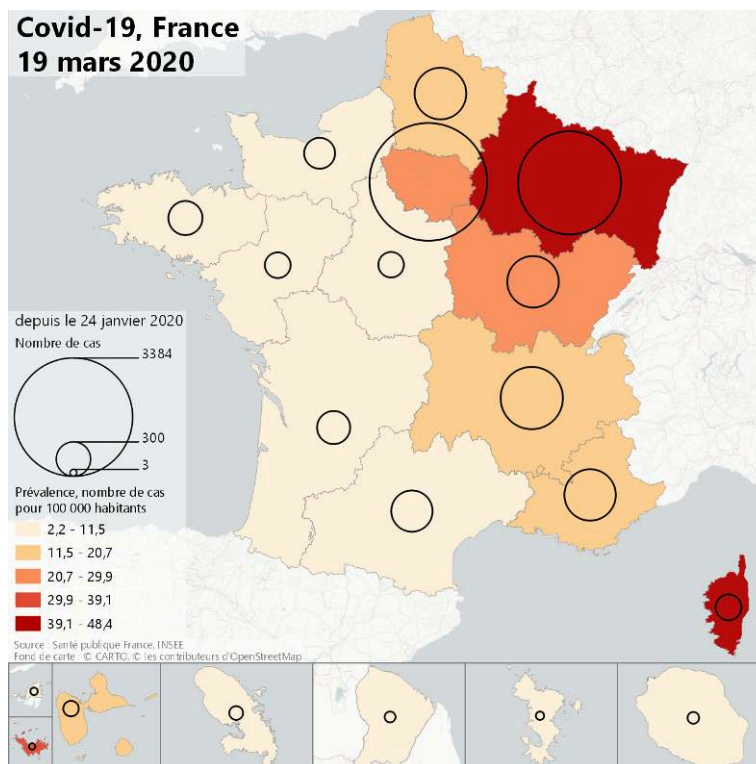 Covid-19, France
19 mars 2020
depuis le 24 janvier 2020
Nombre de cas
3384
300
3
Prévalence, nombre de cas
pour 100 000 habitants
2,2 - 11,5
11,5 - 20,7
20,7 - 29,9
29,9 - 39,1
39,1 - 48,4
Source : Santé publique France, INSEE
Fond de carte : © CARTO, © les contributeurs d'OpenStreetMap